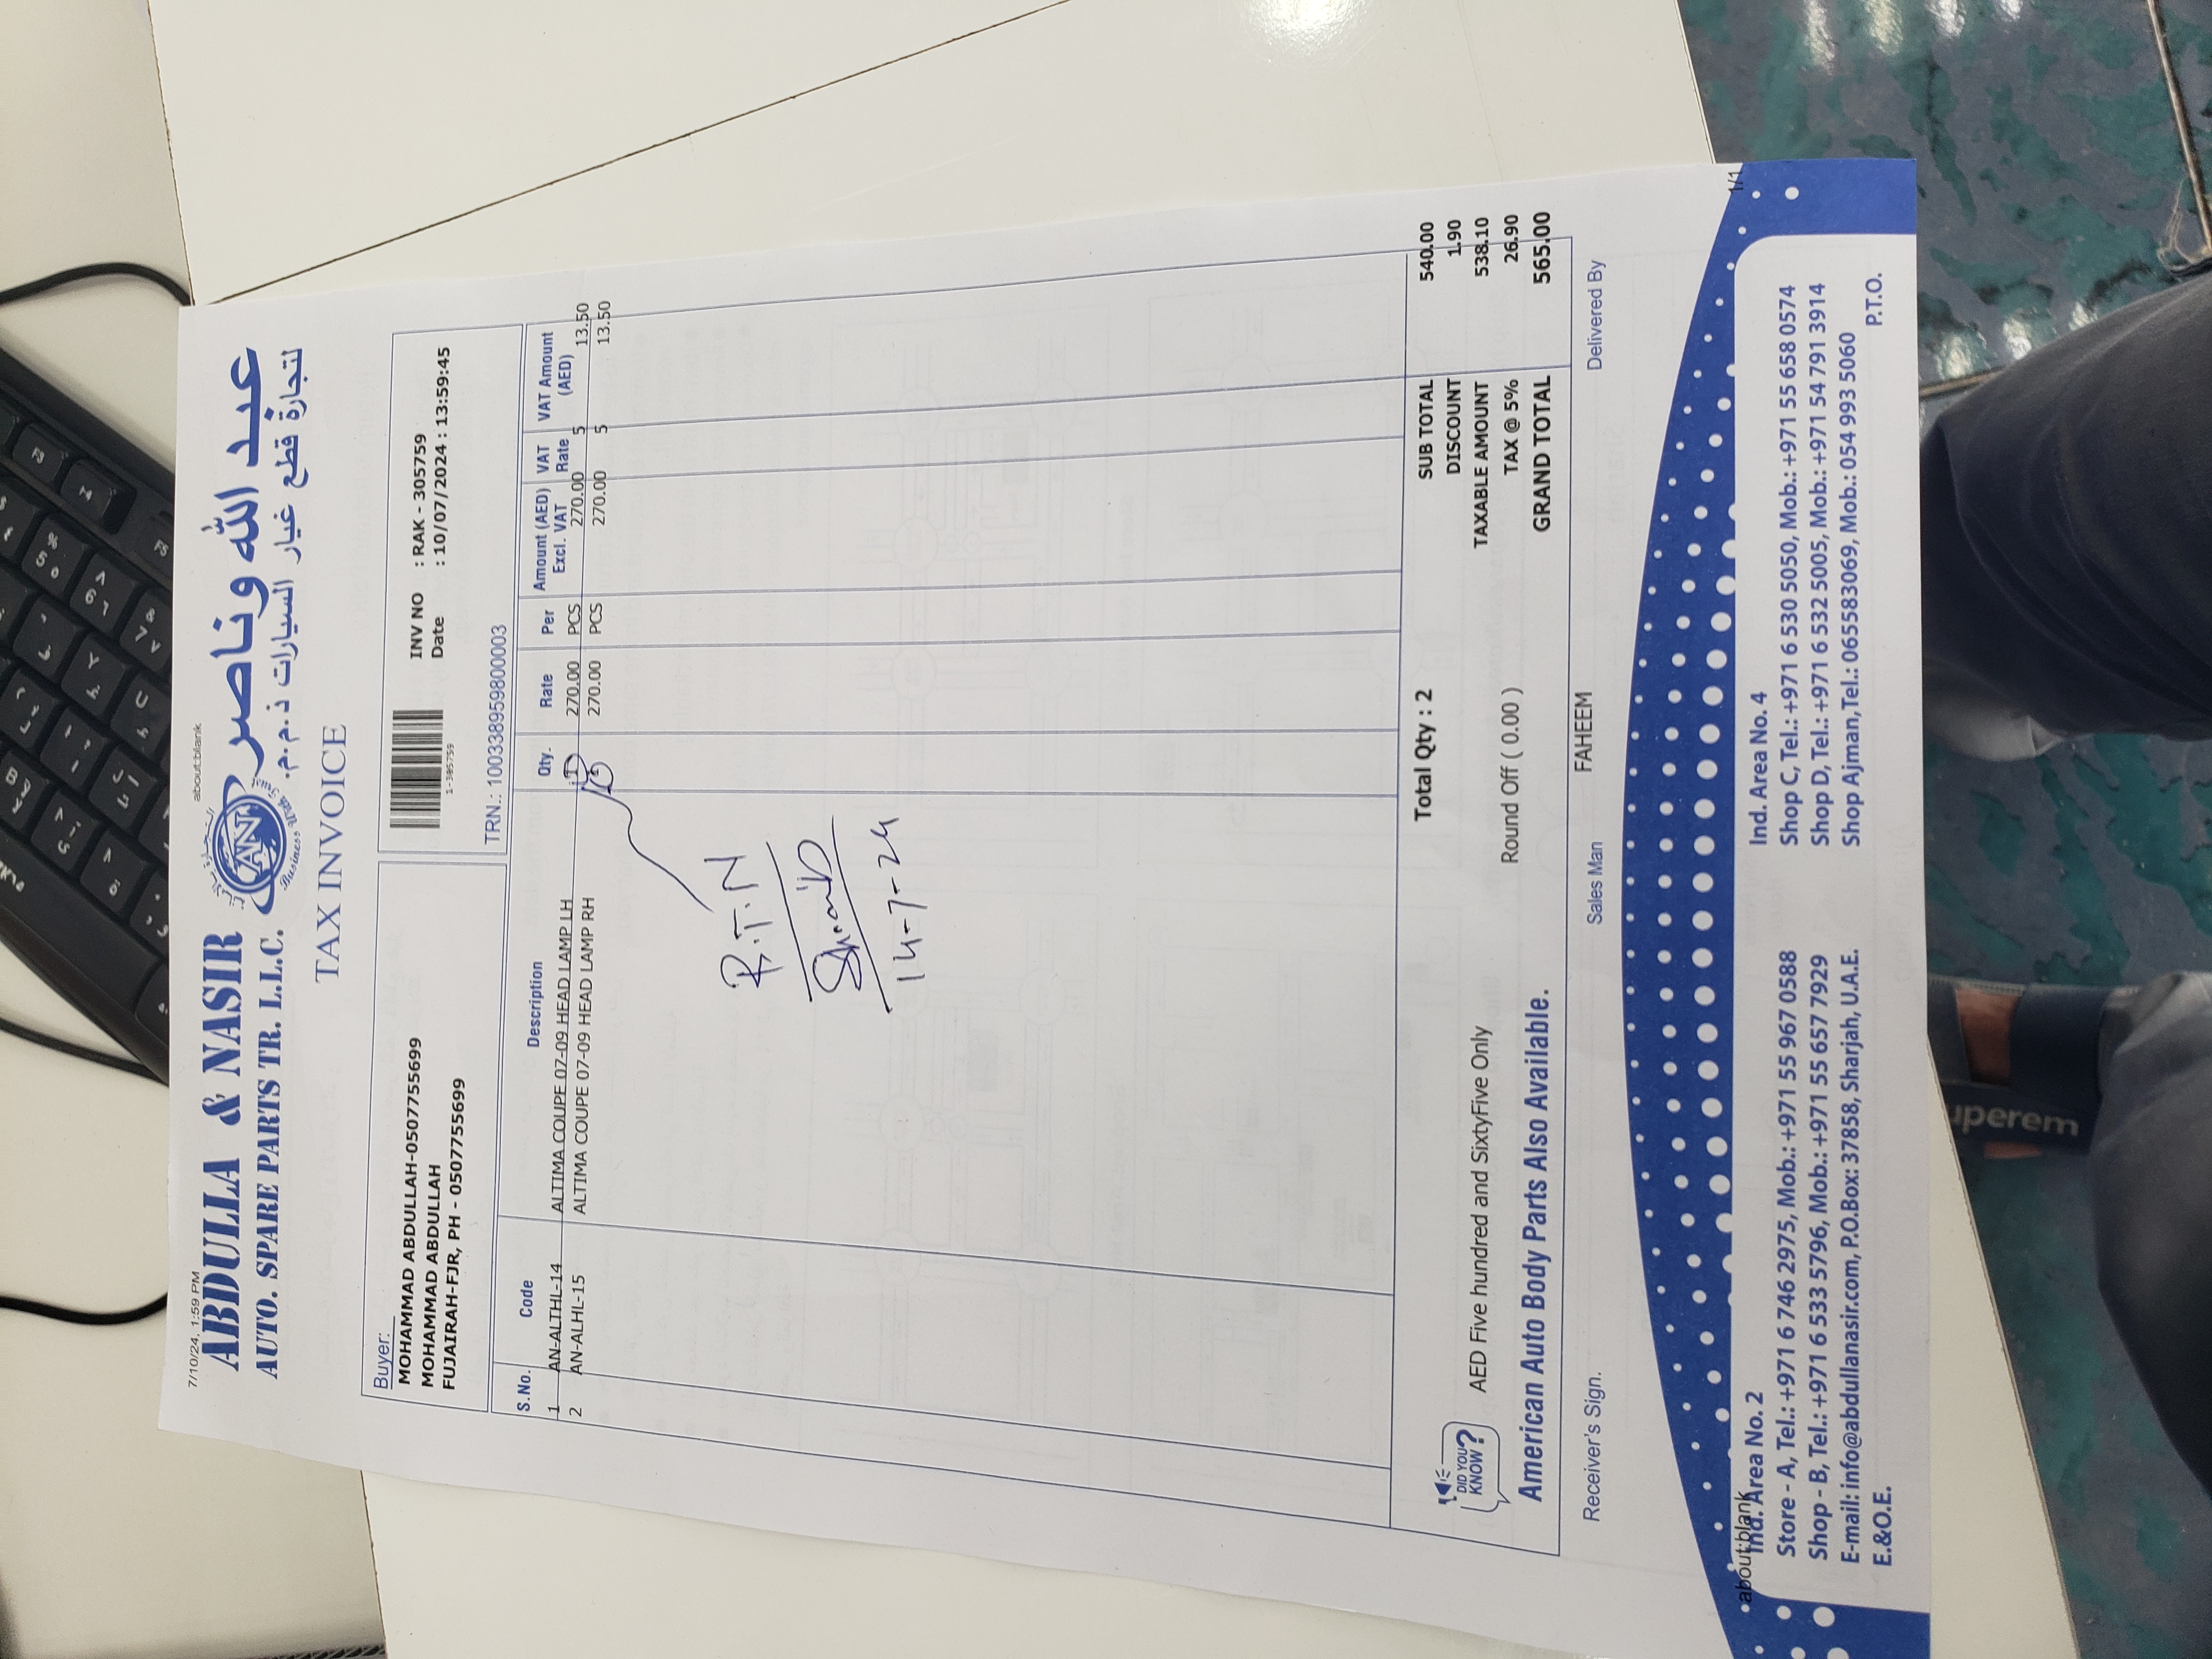 7/10/24, 1:59 PM
about:blank
ABDULLA & NASIR
AUTO. SPARE PARTS TR. L.L.C.
AN
عبد الله وناصر
لتجارة قطع غيار السيارات ذ.م.م.
TAX INVOICE
Buyer:
MOHAMMAD ABDULLAH-0507755699
MOHAMMAD ABDULLAH
FUJAIRAH-FJR, PH - 0507755699
1-305759
INV NO : RAK - 305759
Date : 10/07/2024 : 13:59:45
TRN.: 100338959800003
S.No. Code Description Qty. Rate Per Amount (AED) Excl. VAT VAT Rate VAT Amount (AED)
1 AN-ALTHL-14 ALTIMA COUPE 07-09 HEAD LAMP LH 1 270.00 PCS 270.00 5 13.50
2 AN-ALHL-15 ALTIMA COUPE 07-09 HEAD LAMP RH 270.00 PCS 270.00 5 13.50
R.T.N
14-7-24
Total Qty : 2
SUB TOTAL 540.00
DISCOUNT 1.90
TAXABLE AMOUNT 538.10
TAX @ 5% 26.90
GRAND TOTAL 565.00
DID YOU KNOW?
AED Five hundred and SixtyFive Only
Round Off ( 0.00 )
American Auto Body Parts Also Available.
Receiver's Sign.
Sales Man FAHEEM
Delivered By
about:blank
1/1
Ind. Area No. 2
Store - A, Tel.: +971 6 746 2975, Mob.: +971 55 967 0588
Shop - B, Tel.: +971 6 533 5796, Mob.: +971 55 657 7929
E-mail: info@abdullanasir.com, P.O.Box: 37858, Sharjah, U.A.E.
E.&O.E.
Ind. Area No. 4
Shop C, Tel.: +971 6 530 5050, Mob.: +971 55 658 0574
Shop D, Tel.: +971 6 532 5005, Mob.: +971 54 791 3914
Shop Ajman, Tel.: 065583069, Mob.: 054 993 5060
P.T.O.
uperem